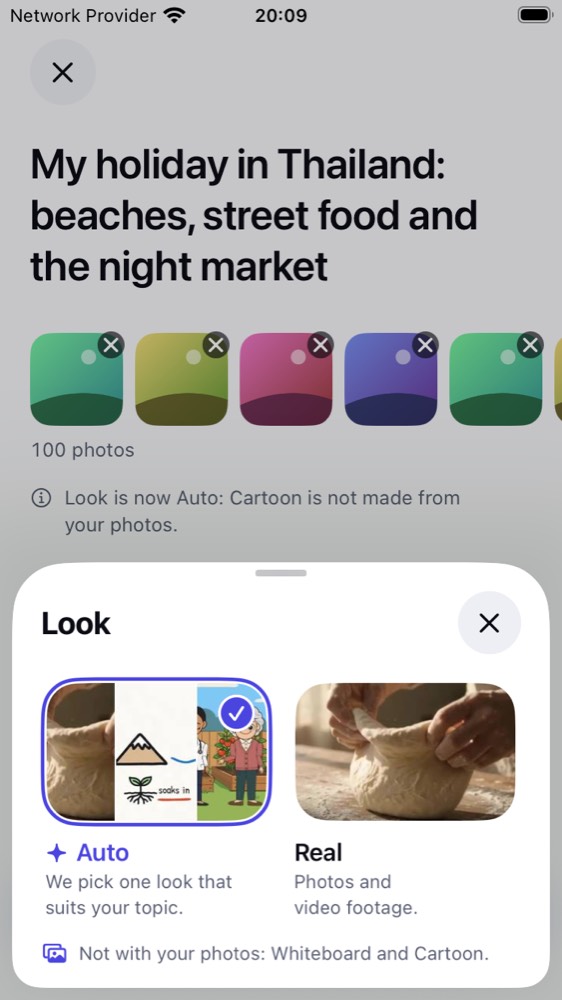 Network Provider 20:09
My holiday in Thailand:
beaches, street food and
the night market
100 photos
Look is now Auto: Cartoon is not made from
your photos.
Look
soaks in
Auto
We pick one look that
suits your topic.
Real
Photos and
video footage.
Not with your photos: Whiteboard and Cartoon.